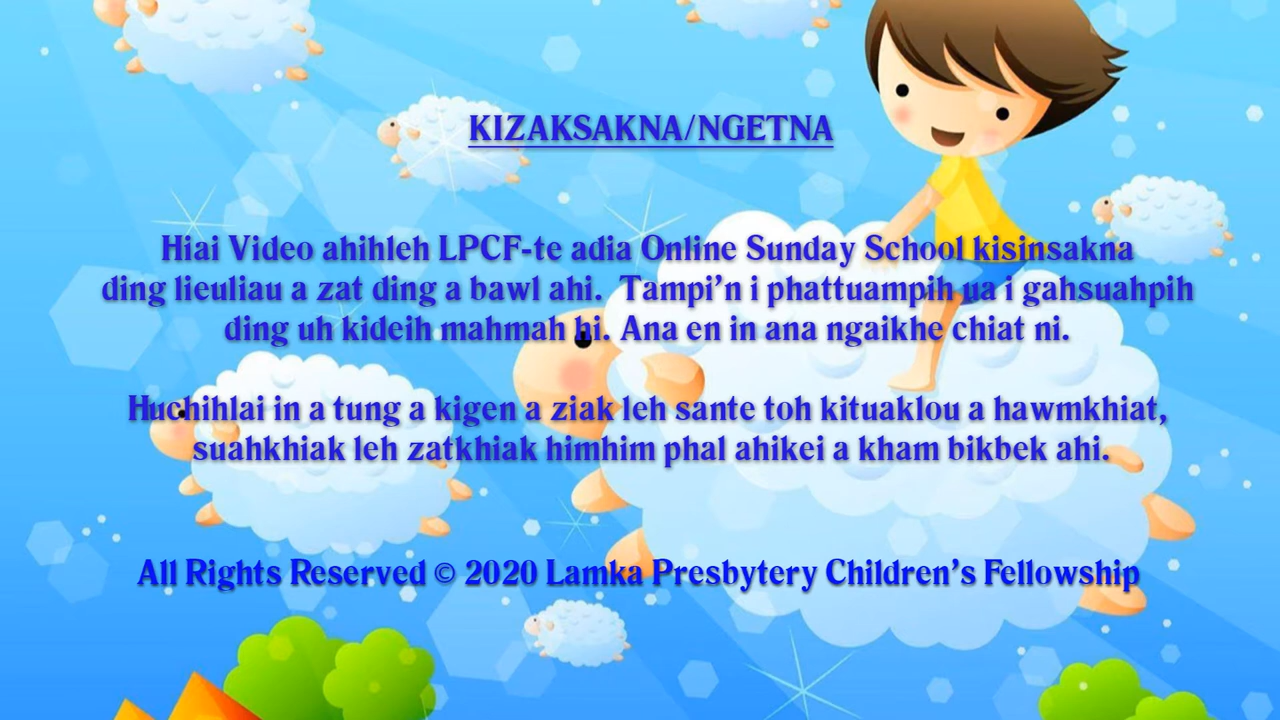 KIZAKSAKNA/NGETNA
Hiai Video ahihleh LPCF-te adia Online Sunday School kisinsakna
ding lieuliau a zat ding a bawl ahi. Tampi'n i phattuampih ua i gahsuahpih
ding uh kideih mahmah hi. Ana en in ana ngaikhe chiat ni.
Huchihlai in a tung a kigen a ziak leh sante toh kituaklou a hawmkhiat,
suahkhiak leh zatkhiak himhim phal ahikei a kham bikbek ahi.
All Rights Reserved © 2020 Lamka Presbytery Children's Fellowship